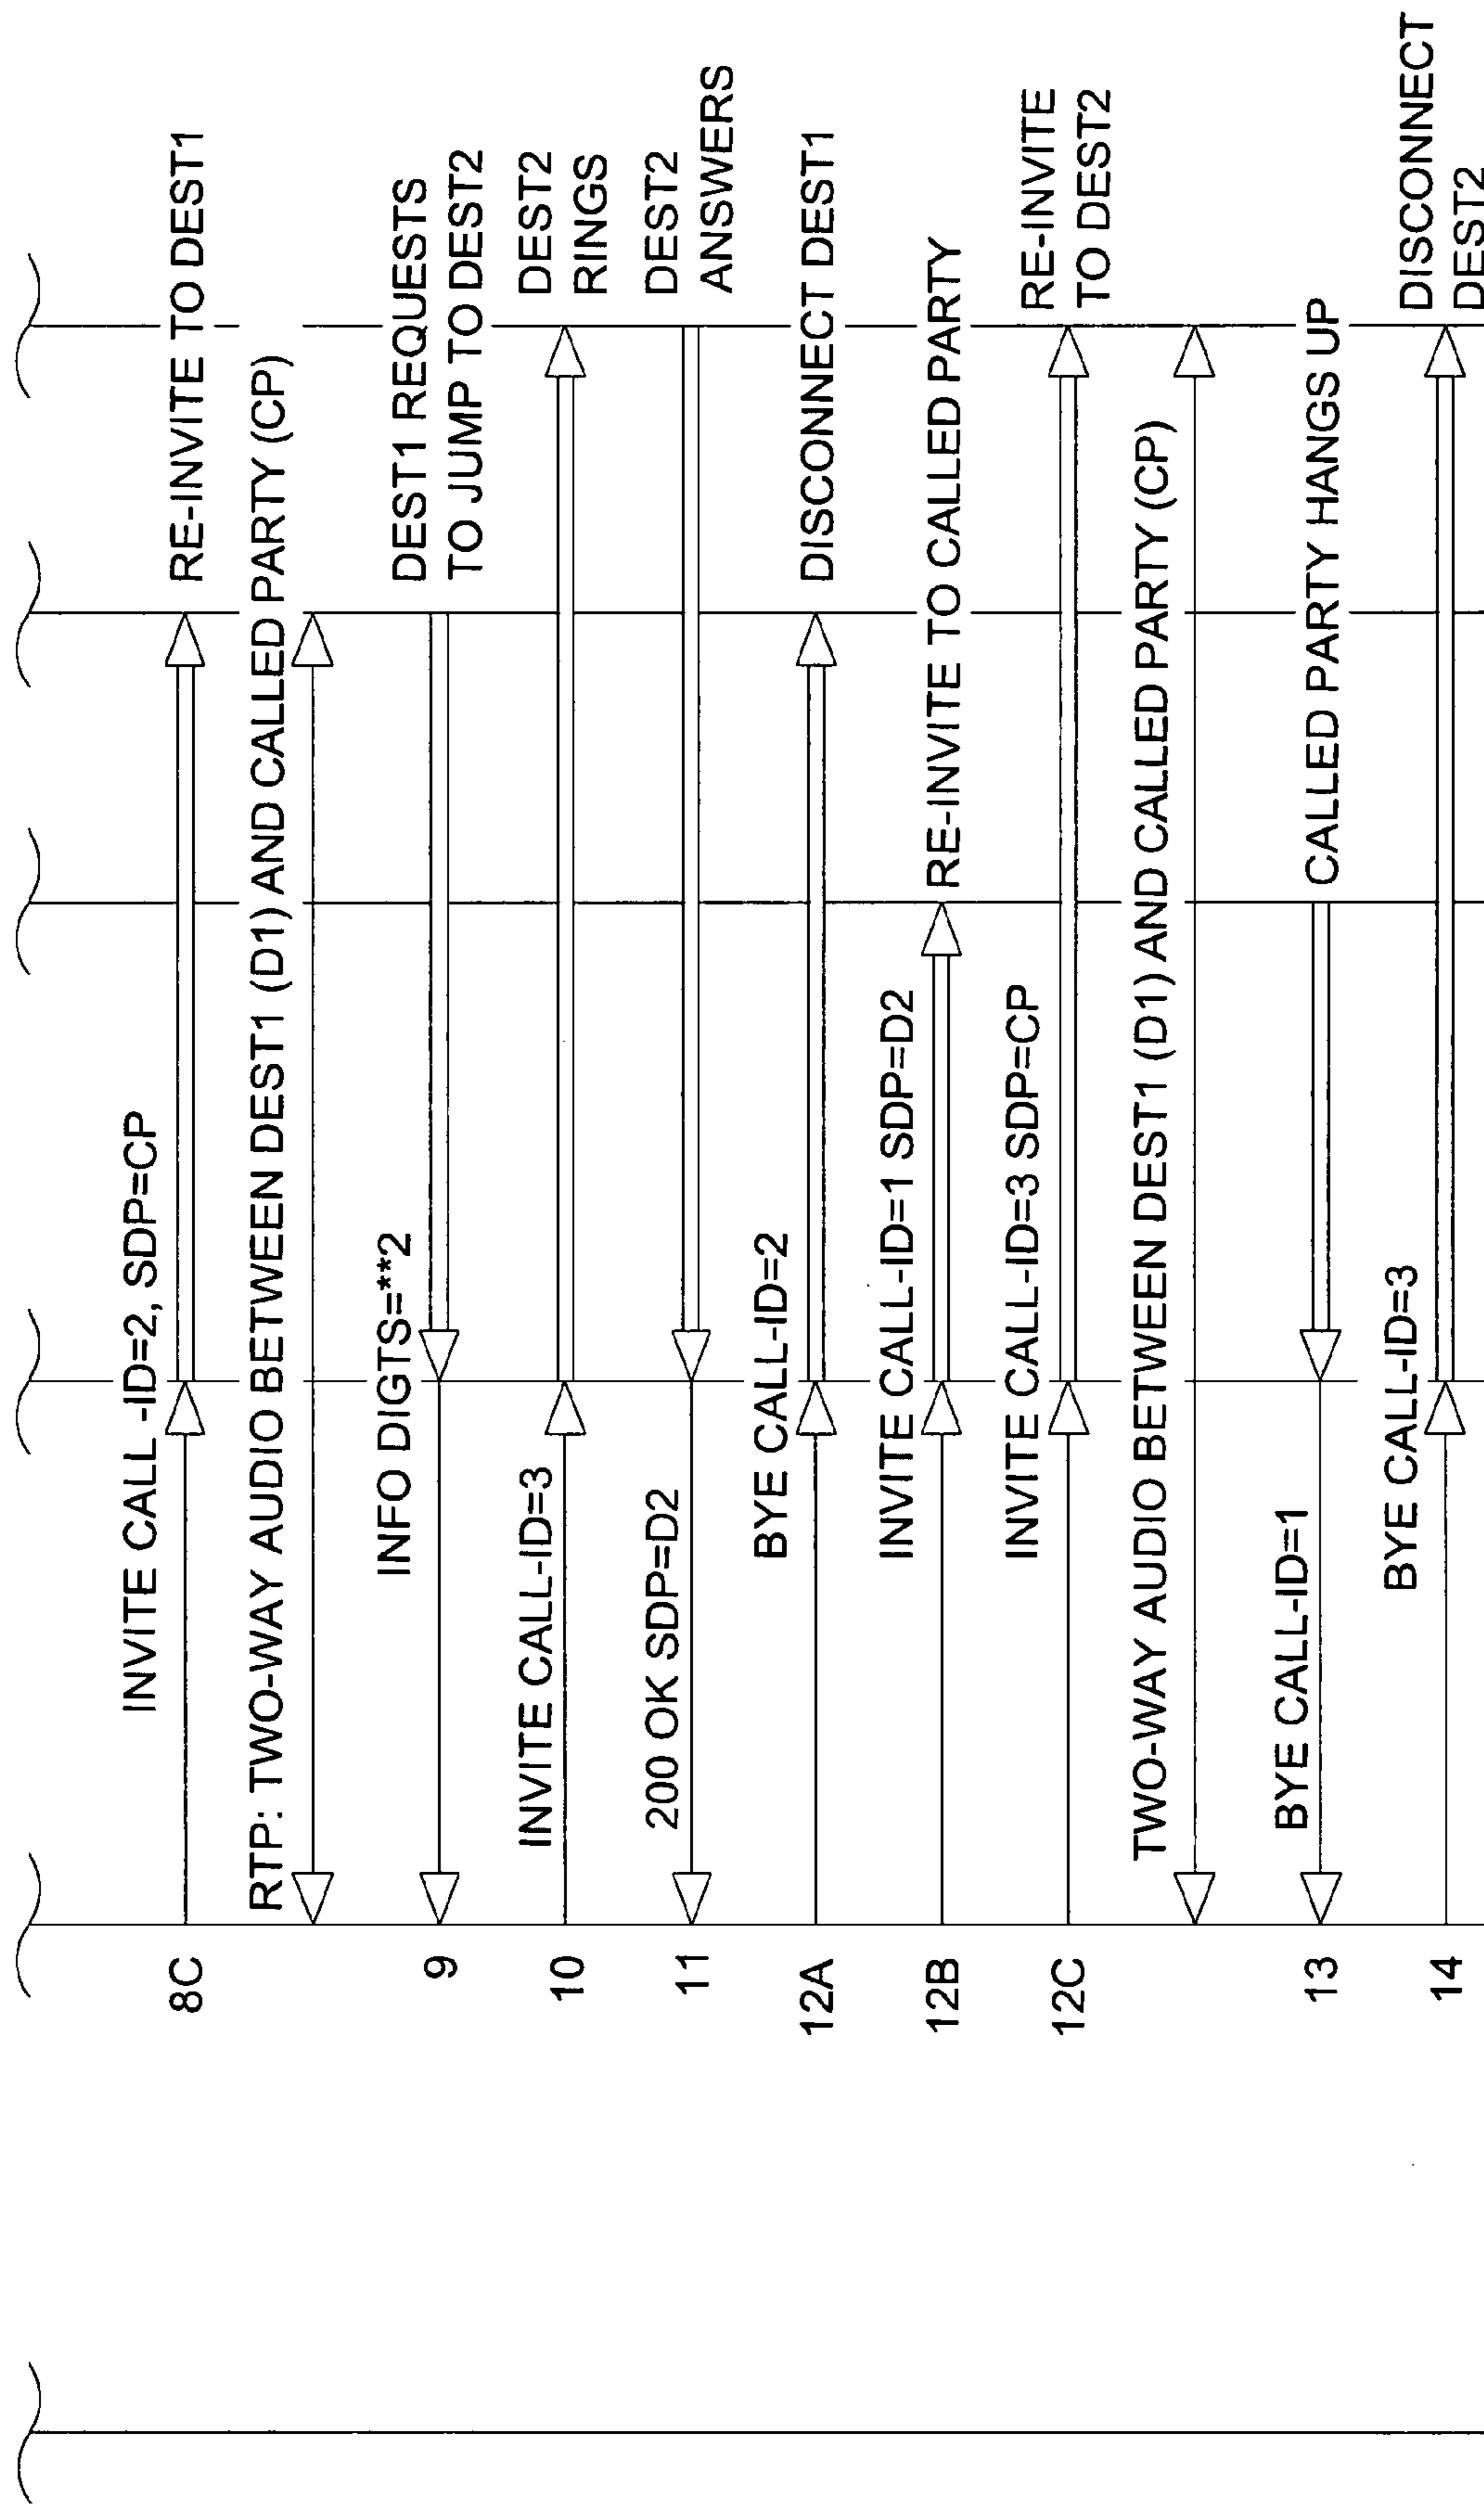 8C
INVITE CALL -ID=2, SDP=CP
RE-INVITE TO DEST1
RTP: TWO-WAY AUDIO BETWEEN DEST1 (D1) AND CALLED PARTY (CP)
9
INFO DIGTS=**2
DEST1 REQUESTS
TO JUMP TO DEST2
10
INVITE CALL-ID=3
DEST2
RINGS
11
200 OK SDP=D2
DEST2
ANSWERS
12A
BYE CALL-ID=2
DISCONNECT DEST1
12B
INVITE CALL-ID=1 SDP=D2
RE-INVITE TO CALLED PARTY
12C
INVITE CALL-ID=3 SDP=CP
RE-INVITE
TO DEST2
TWO-WAY AUDIO BETWEEN DEST1 (D1) AND CALLED PARTY (CP)
13
BYE CALL-ID=1
CALLED PARTY HANGS UP
14
BYE CALL-ID=3
DISCONNECT
DEST2